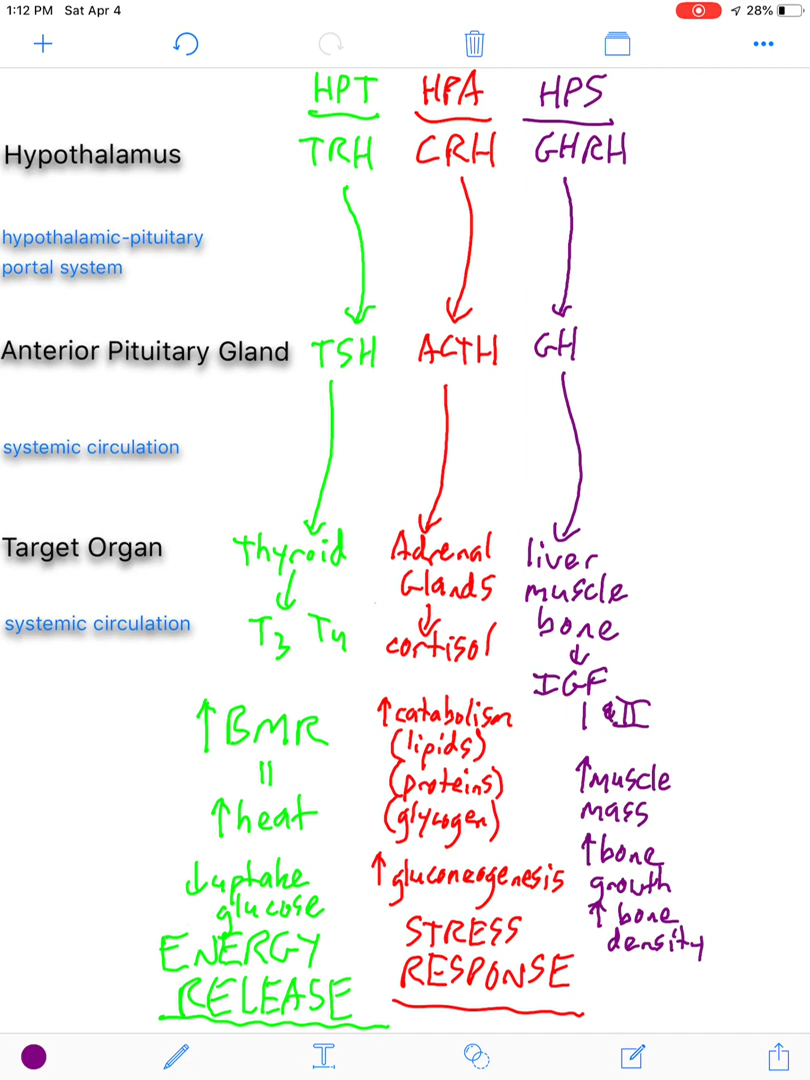 1:12 PM Sat Apr 4
28%
HPT HPA HPS
Hypothalamus TRH CRH GHRH
hypothalamic-pituitary
portal system
Anterior Pituitary Gland TSH ACTH GH
systemic circulation
Target Organ thyroid Adrenal liver
Glands muscle
systemic circulation T3 T4 cortisol bone
IGF
I & II
↑BMR ↑catabolism
(lipids)
= (proteins) ↑muscle
↑heat (glycogen) mass
↑bone
↓uptake ↑gluconeogenesis growth
glucose ↑bone
ENERGY STRESS density
RELEASE RESPONSE